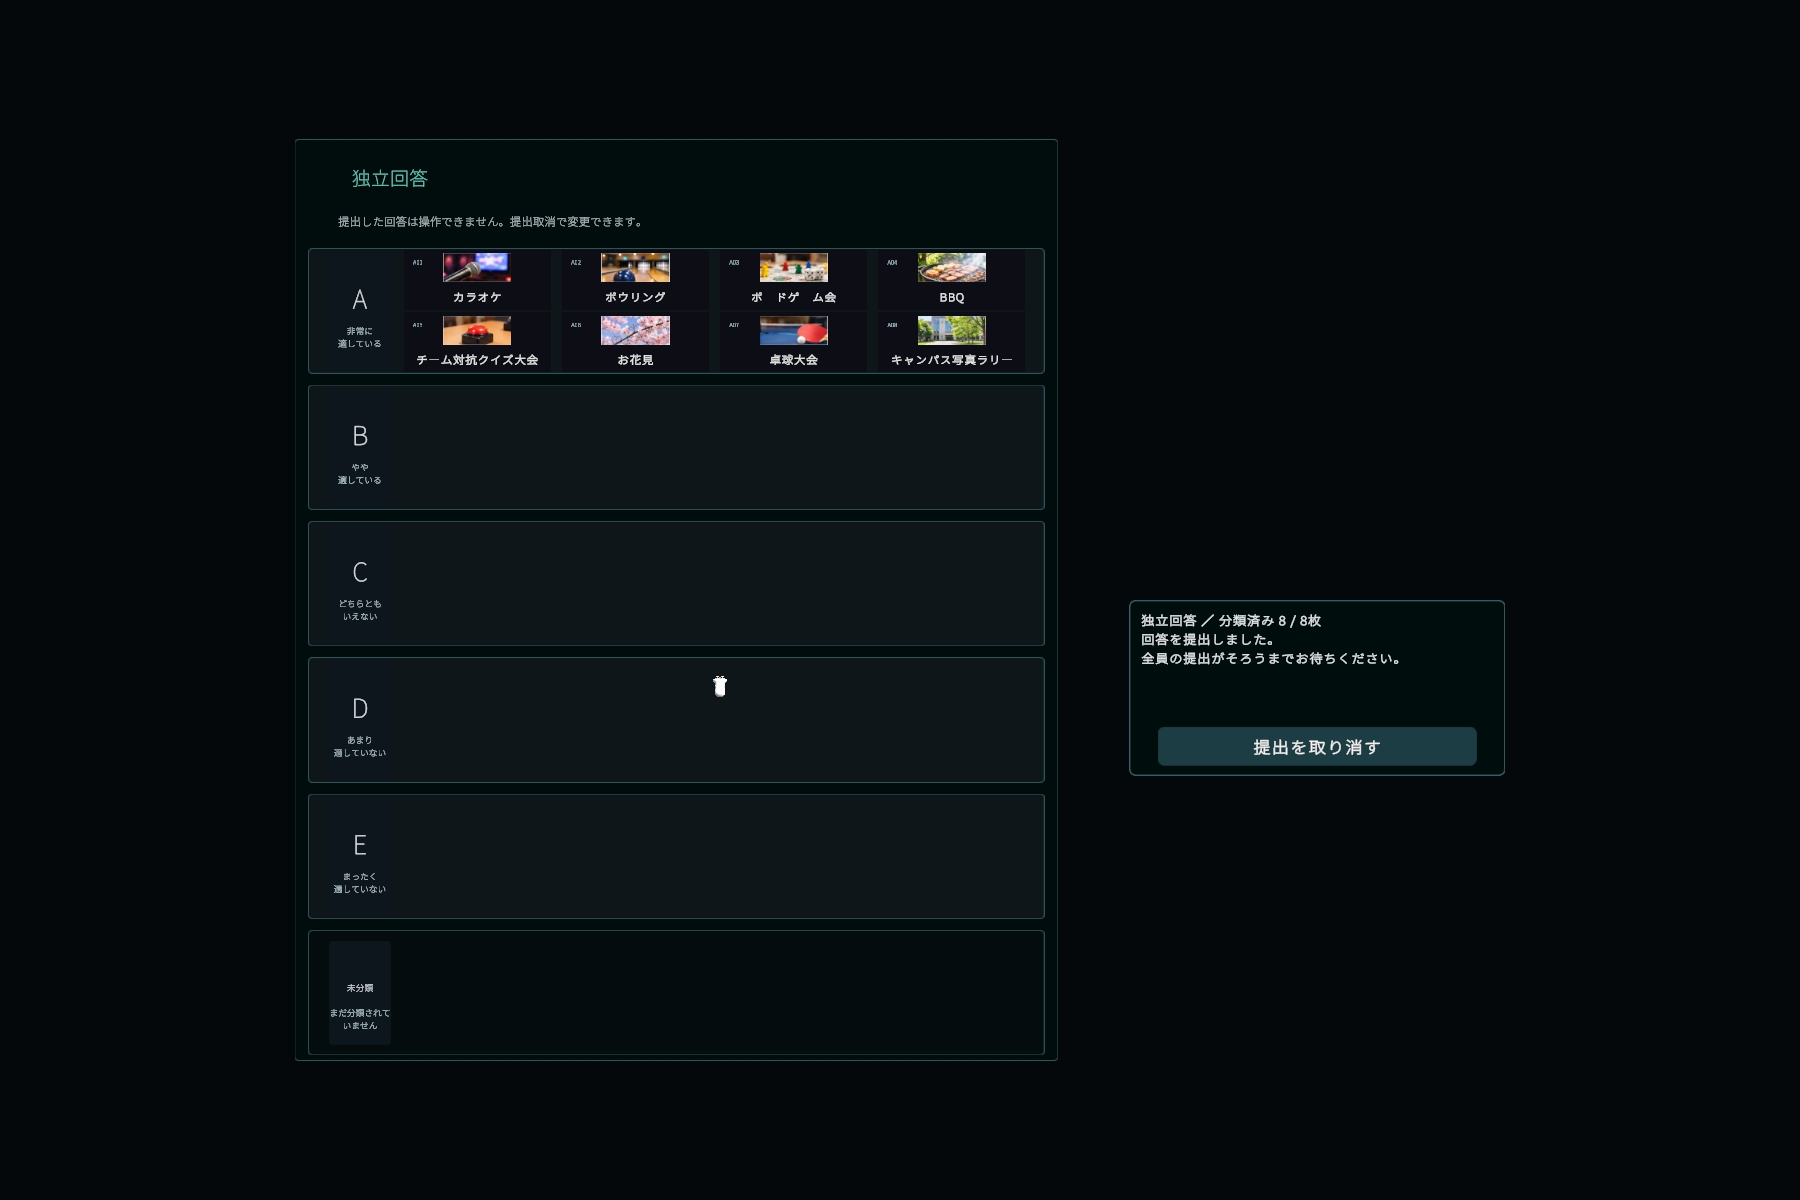 独立回答
提出した回答は操作できません。提出取消で変更できます。
A
非常に
適している
カラオケ
ボウリング
ボ　ドゲ　ム会
BBQ
チーム対抗クイズ大会
お花見
卓球大会
キャンパス写真ラリー
B
やや
適している
C
どちらとも
いえない
D
あまり
適していない
E
まったく
適していない
未分類
まだ分類されて
いません
独立回答 ／ 分類済み 8 / 8枚
回答を提出しました。
全員の提出がそろうまでお待ちください。
提出を取り消す